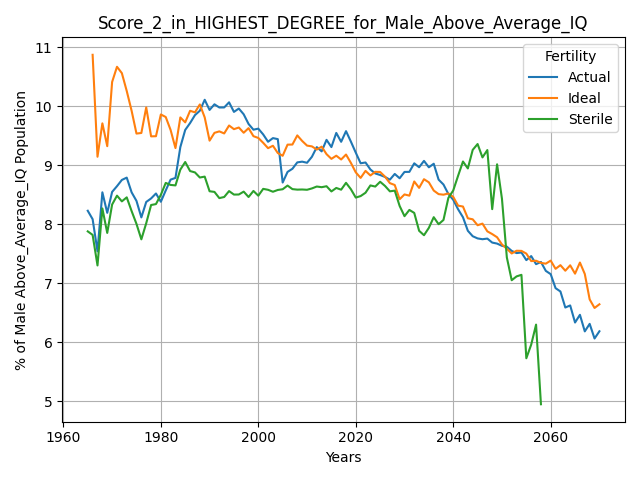 Score_2_in_HIGHEST_DEGREE_for_Male_Above_Average_IQ
% of Male Above_Average_IQ Population
11
10
9
8
7
6
5
Fertility
Actual
Ideal
Sterile
1960 1980 2000 2020 2040 2060
Years